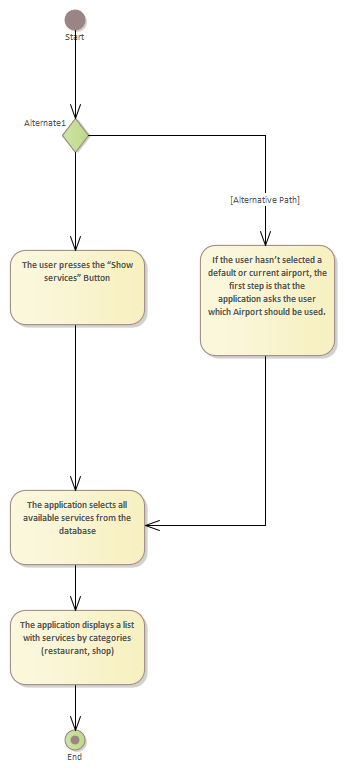 Start
Alternate1
[Alternative Path]
The user presses the “Show
services” Button
If the user hasn’t selected a
default or current airport, the
first step is that the
application asks the user
which Airport should be used.
The application selects all
available services from the
database
The application displays a list
with services by categories
(restaurant, shop)
End